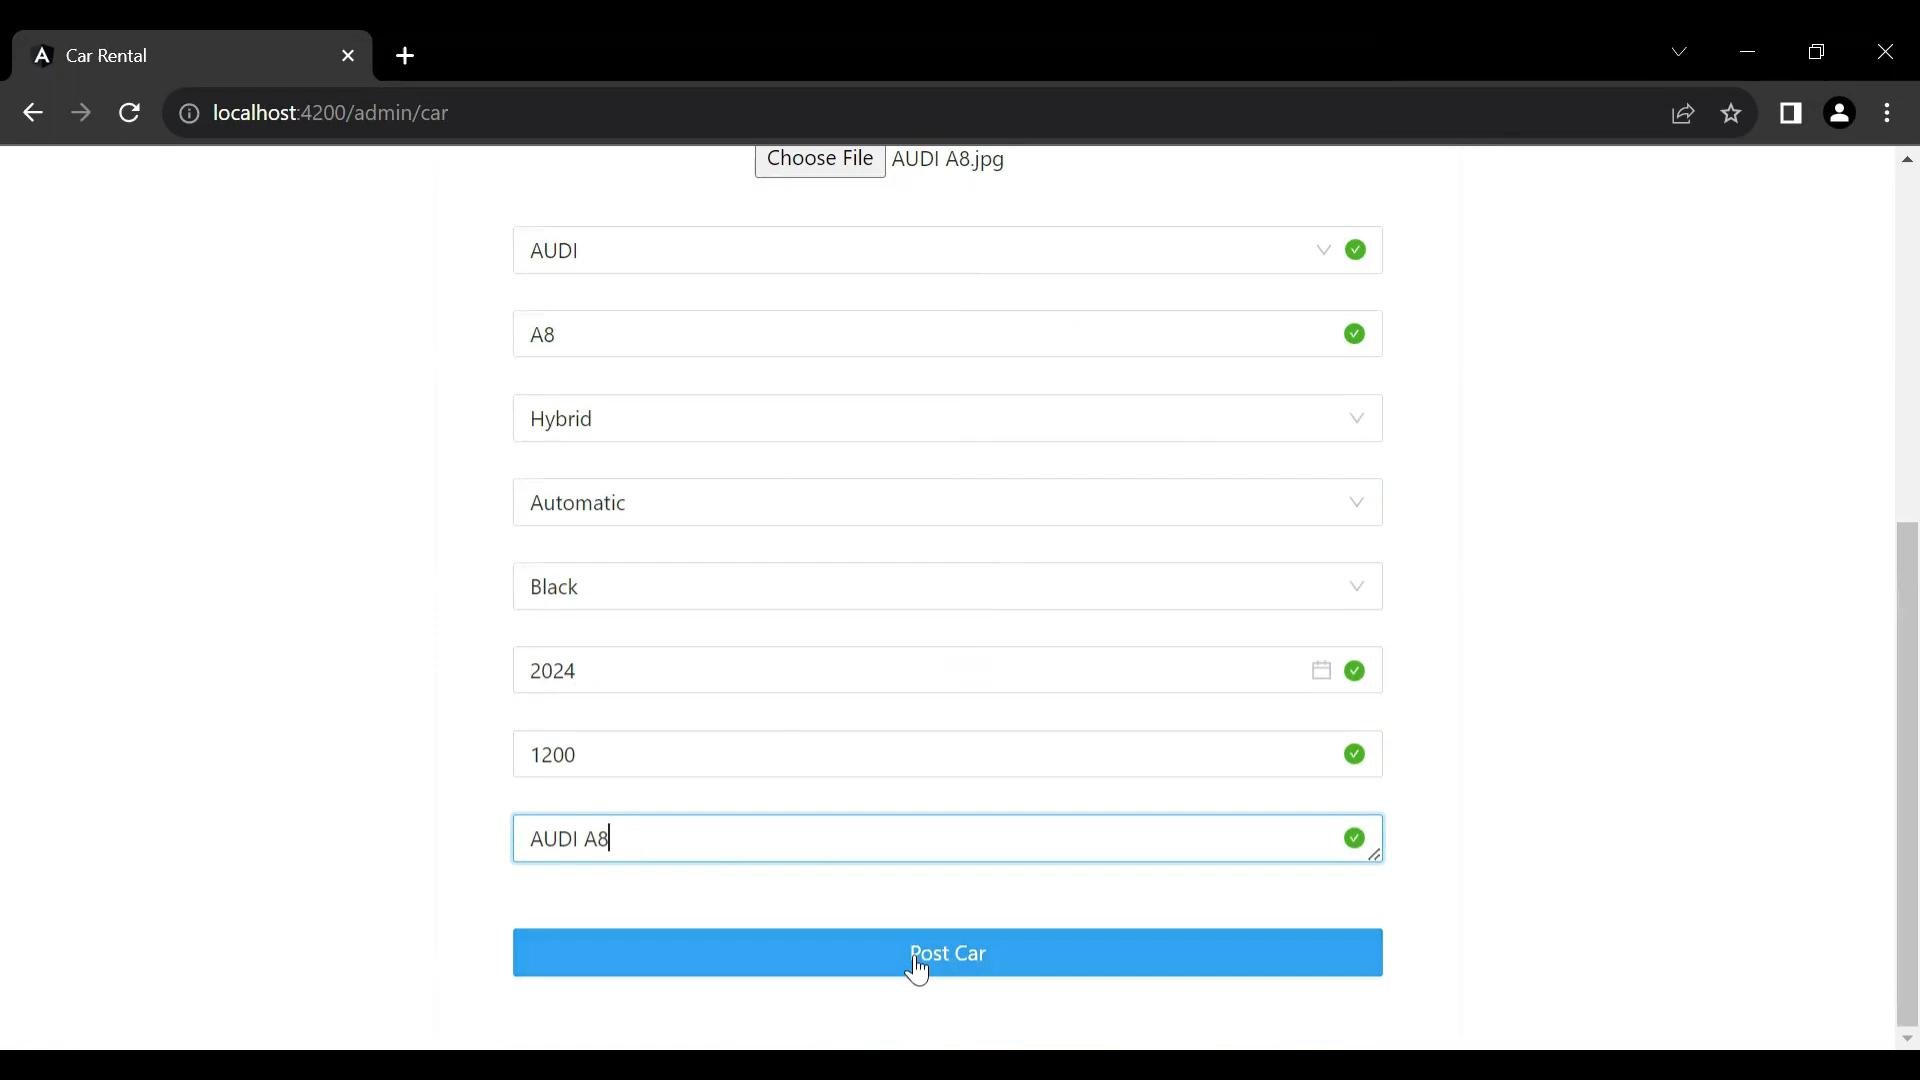 Car Rental
localhost:4200/admin/car
Choose File AUDI A8.jpg
AUDI
A8
Hybrid
Automatic
Black
2024
1200
AUDI A8
Post Car